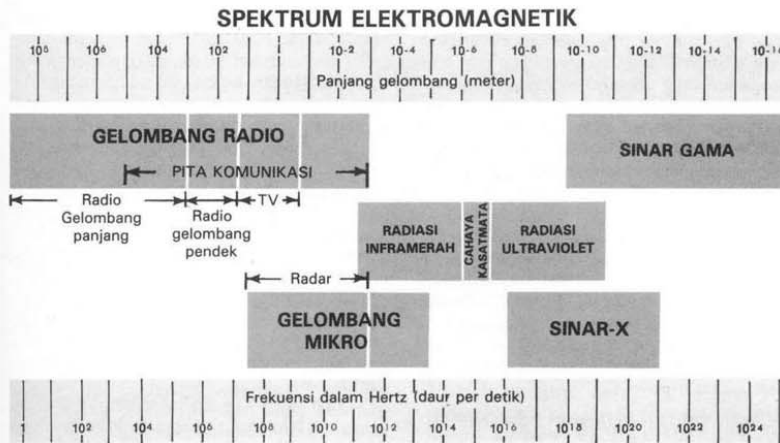 SPEKTRUM ELEKTROMAGNETIK
10⁸ 10⁶ 10⁴ 10² 1 10⁻² 10⁻⁴ 10⁻⁶ 10⁻⁸ 10⁻¹⁰ 10⁻¹² 10⁻¹⁴ 10⁻¹⁶
Panjang gelombang (meter)
GELOMBANG RADIO
PITA KOMUNIKASI
SINAR GAMA
Radio
Gelombang
panjang
Radio
gelombang
pendek
TV
RADIASI
INFRAMERAH
CAHAYA
KASATMATA
RADIASI
ULTRAVIOLET
Radar
GELOMBANG
MIKRO
SINAR-X
Frekuensi dalam Hertz (daur per detik)
1 10² 10⁴ 10⁶ 10⁸ 10¹⁰ 10¹² 10¹⁴ 10¹⁶ 10¹⁸ 10²⁰ 10²² 10²⁴